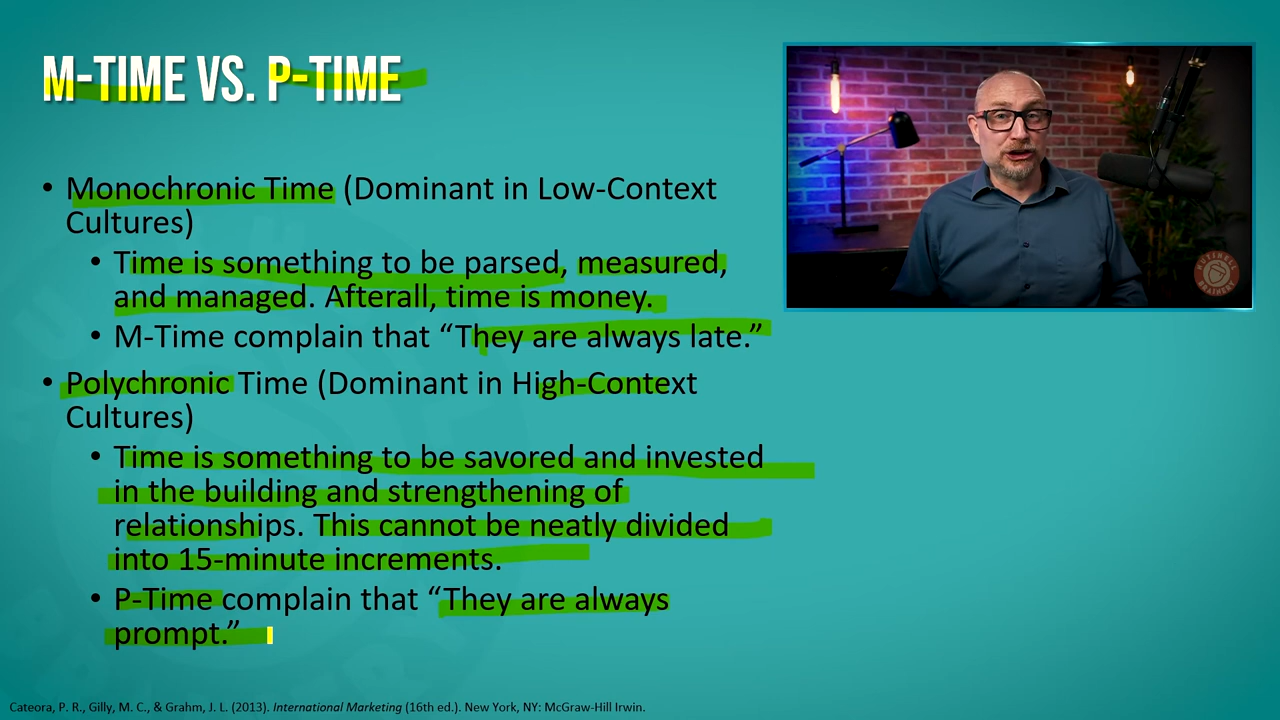 M-TIME VS. P-TIME
• Monochronic Time (Dominant in Low-Context
Cultures)
• Time is something to be parsed, measured,
and managed. Afterall, time is money.
• M-Time complain that “They are always late.”
• Polychronic Time (Dominant in High-Context
Cultures)
• Time is something to be savored and invested
in the building and strengthening of
relationships. This cannot be neatly divided
into 15-minute increments.
• P-Time complain that “They are always
prompt.”
NUTSHELL
BRAINERY
Cateora, P. R., Gilly, M. C., & Grahm, J. L. (2013). International Marketing (16th ed.). New York, NY: McGraw-Hill Irwin.